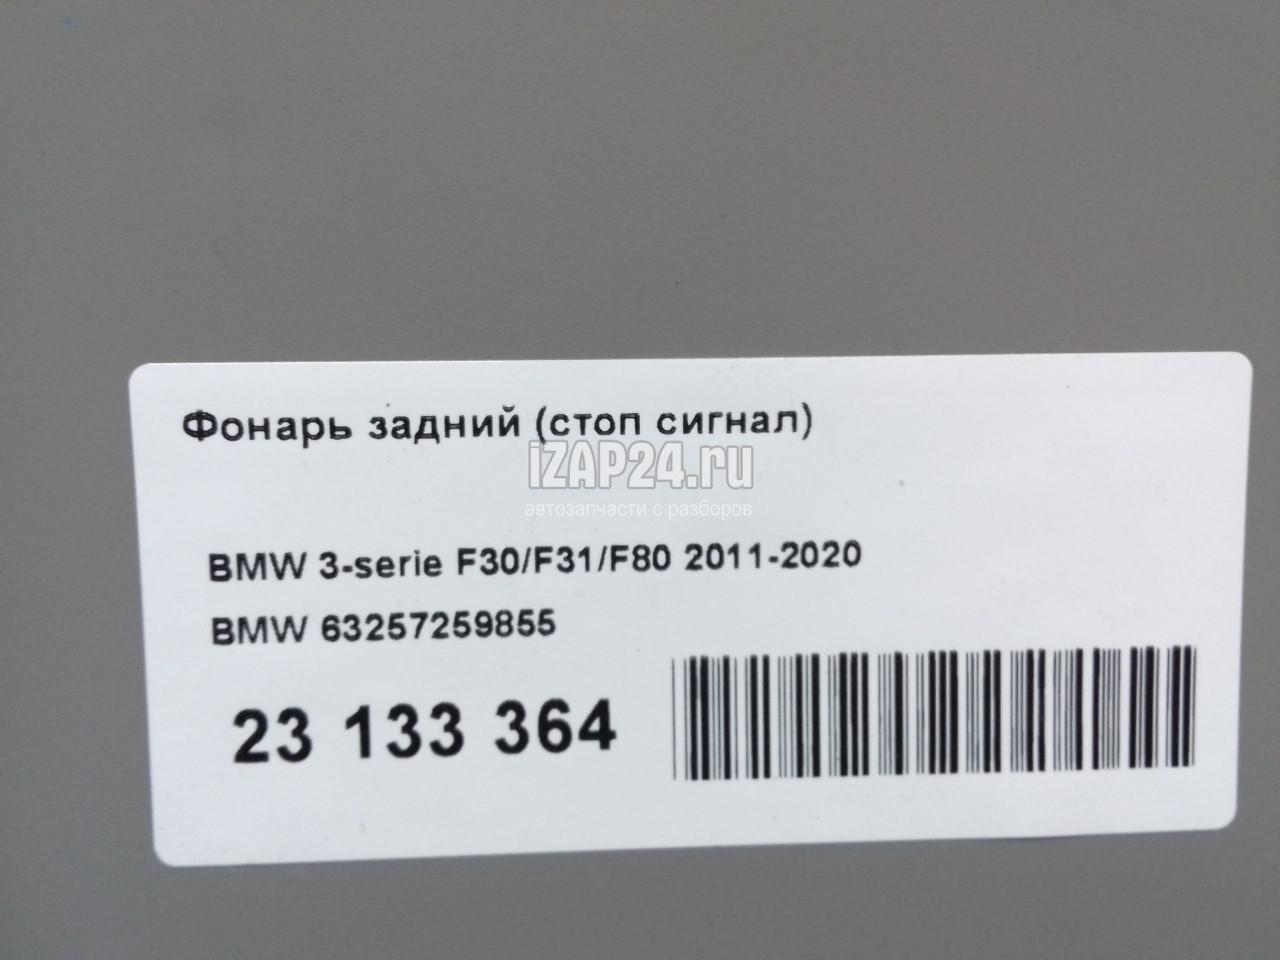 Фонарь задний (стоп сигнал)
iZAP24.ru
автозапчасти с разборов
BMW 3-serie F30/F31/F80 2011-2020
BMW 63257259855
23 133 364